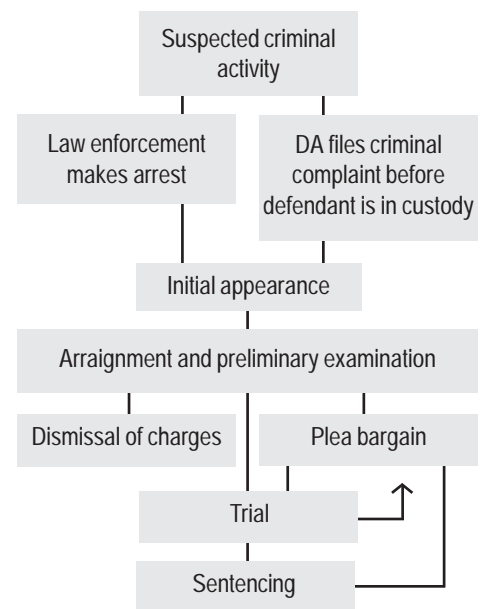 Suspected criminal
activity
Law enforcement
makes arrest
DA files criminal
complaint before
defendant is in custody
Initial appearance
Arraignment and preliminary examination
Dismissal of charges
Plea bargain
Trial
Sentencing